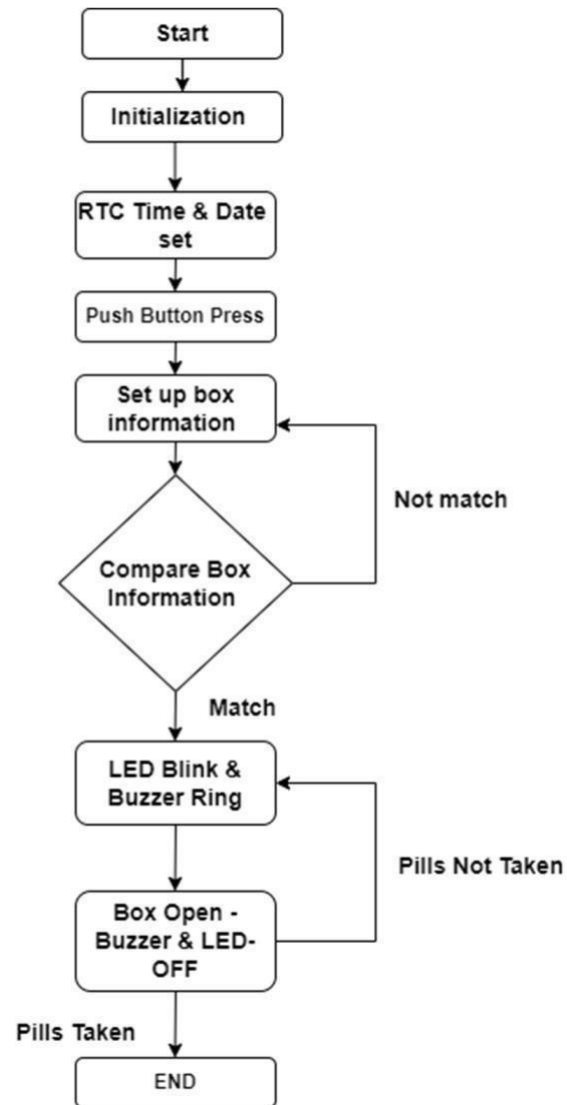 Start
Initialization
RTC Time & Date
set
Push Button Press
Set up box
information
Not match
Compare Box
Information
Match
LED Blink &
Buzzer Ring
Pills Not Taken
Box Open -
Buzzer & LED-
OFF
Pills Taken
END